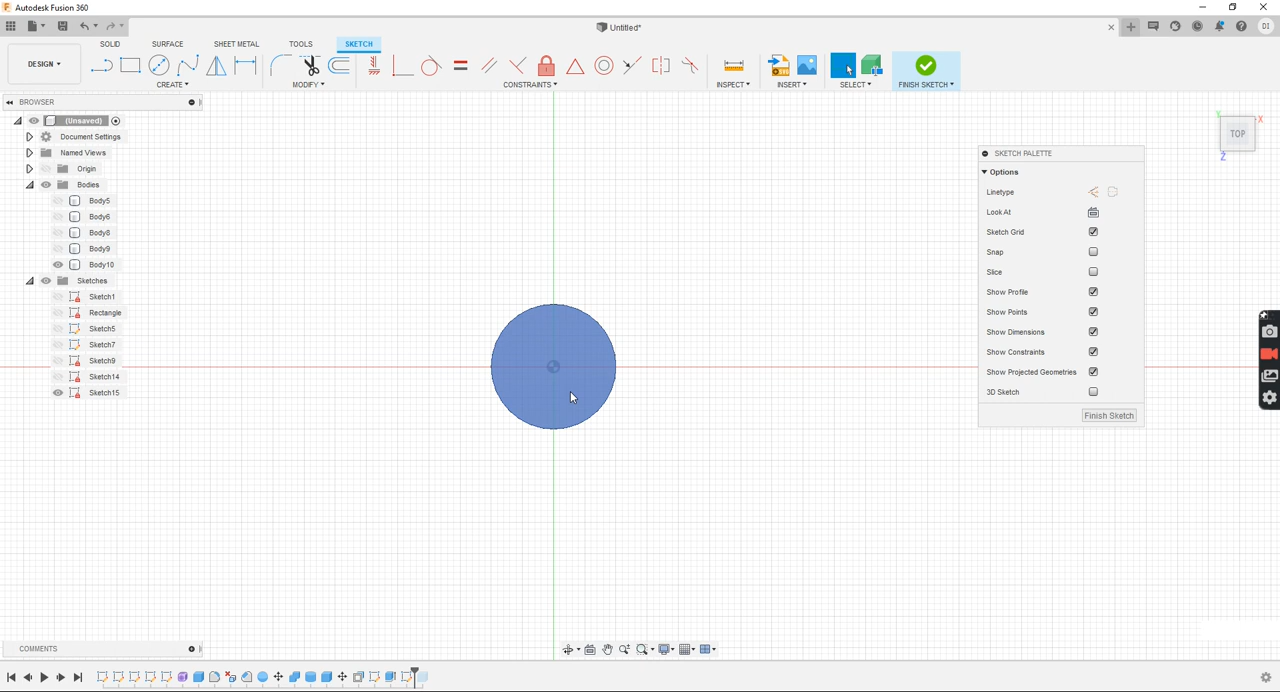 Autodesk Fusion 360
Untitled*
DI
DESIGN
SOLID SURFACE SHEET METAL TOOLS SKETCH
CREATE MODIFY CONSTRAINTS INSPECT INSERT SELECT FINISH SKETCH
BROWSER
(Unsaved)
Document Settings
Named Views
Origin
Bodies
Body5
Body6
Body8
Body9
Body10
Sketches
Sketch1
Rectangle
Sketch5
Sketch7
Sketch9
Sketch14
Sketch15
Y
X
TOP
Z
SKETCH PALETTE
Options
Linetype
Look At
Sketch Grid
Snap
Slice
Show Profile
Show Points
Show Dimensions
Show Constraints
Show Projected Geometries
3D Sketch
Finish Sketch
COMMENTS